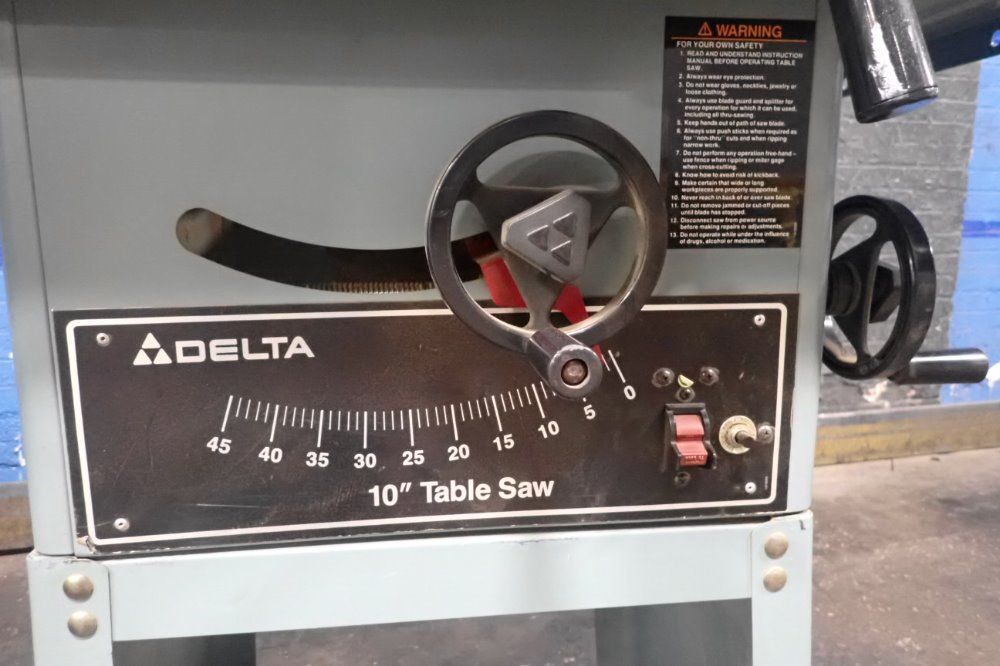 WARNING
FOR YOUR OWN SAFETY
1. READ AND UNDERSTAND INSTRUCTION
MANUAL BEFORE OPERATING TABLE
SAW.
2. Always wear eye protection.
3. Do not wear gloves, neckties, jewelry or
loose clothing.
4. Always use blade guard and splitter for
every operation for which it can be used,
including all thru-sawing.
5. Keep hands out of path of saw blade.
6. Always use push sticks when required as
for "non-thru" cuts and when ripping
narrow work.
7. Do not perform any operation free-hand –
use fence when ripping or miter gage
when cross-cutting.
8. Know how to avoid risk of kickback.
9. Make certain that wide or long
workpieces are properly supported.
10. Never reach in back of or over saw blade.
11. Do not remove jammed or cut-off pieces
until blade has stopped.
12. Disconnect saw from power source
before making repairs or adjustments.
13. Do not operate while under the influence
of drugs, alcohol or medication.
DELTA
45 40 35 30 25 20 15 10 5 0
10" Table Saw